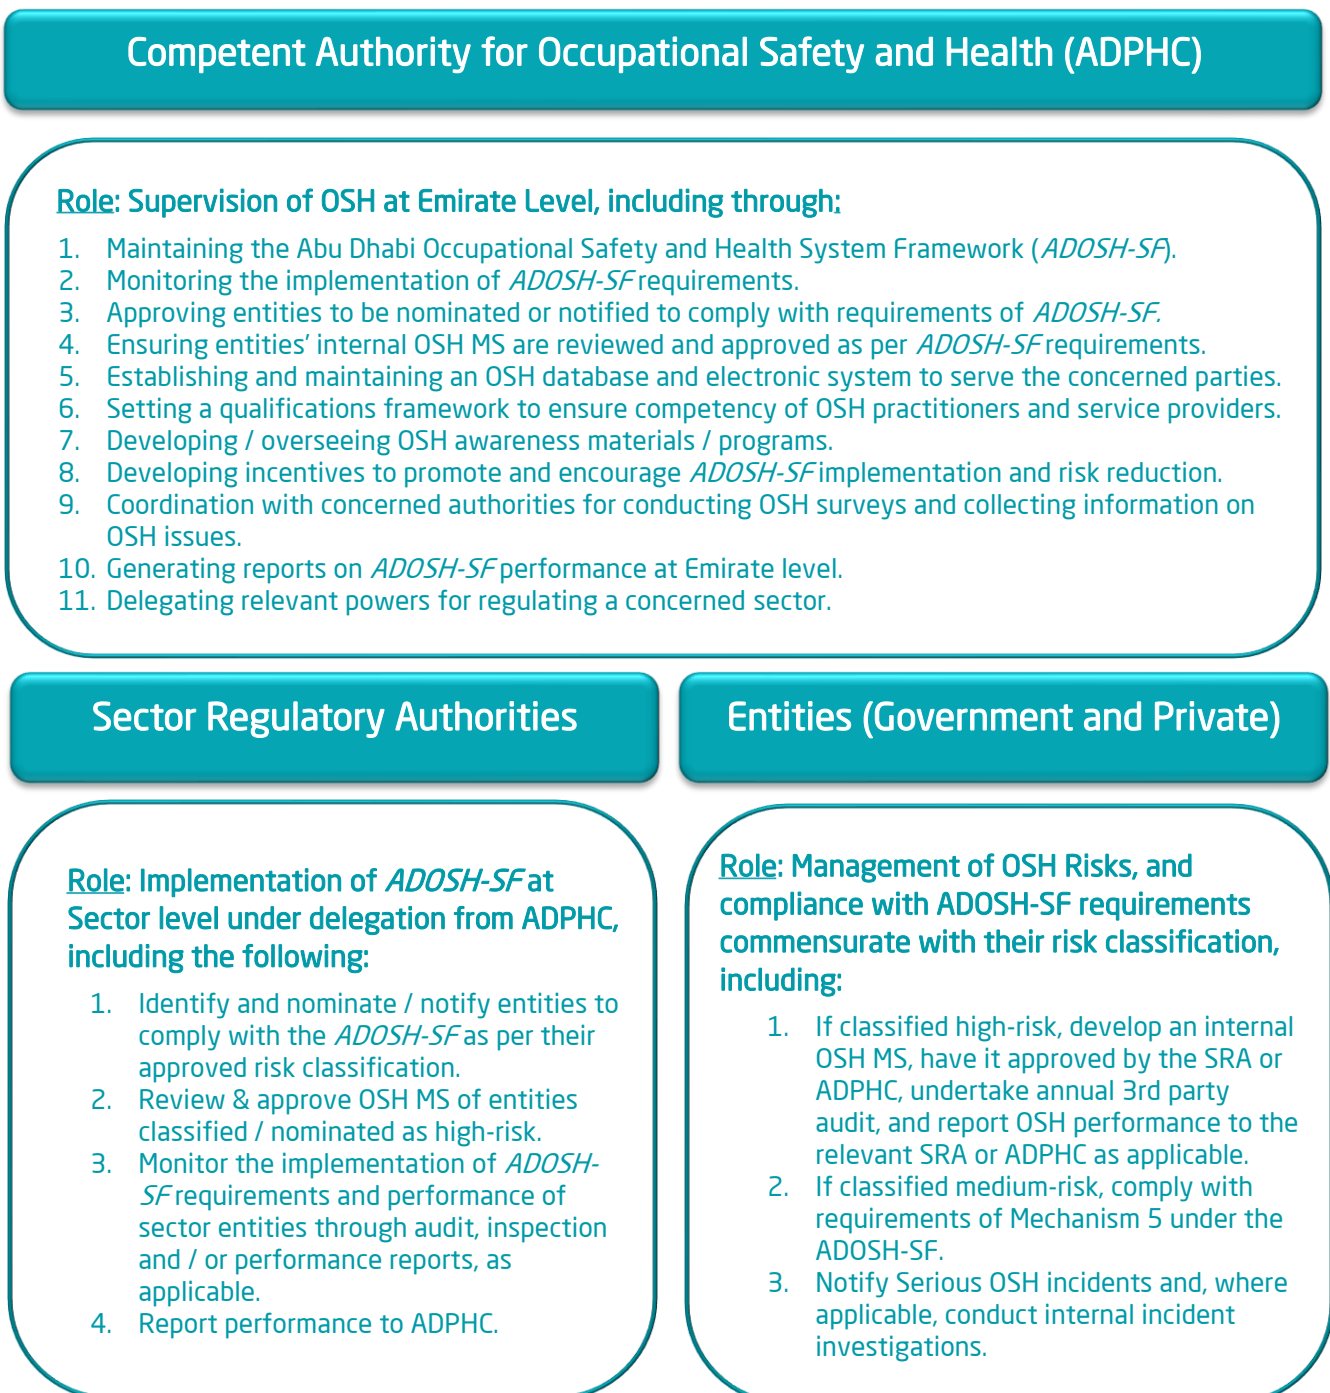 Competent Authority for Occupational Safety and Health (ADPHC)
Role: Supervision of OSH at Emirate Level, including through:
1. Maintaining the Abu Dhabi Occupational Safety and Health System Framework (ADOSH-SF).
2. Monitoring the implementation of ADOSH-SF requirements.
3. Approving entities to be nominated or notified to comply with requirements of ADOSH-SF.
4. Ensuring entities' internal OSH MS are reviewed and approved as per ADOSH-SF requirements.
5. Establishing and maintaining an OSH database and electronic system to serve the concerned parties.
6. Setting a qualifications framework to ensure competency of OSH practitioners and service providers.
7. Developing / overseeing OSH awareness materials / programs.
8. Developing incentives to promote and encourage ADOSH-SF implementation and risk reduction.
9. Coordination with concerned authorities for conducting OSH surveys and collecting information on
OSH issues.
10. Generating reports on ADOSH-SF performance at Emirate level.
11. Delegating relevant powers for regulating a concerned sector.
Sector Regulatory Authorities
Role: Implementation of ADOSH-SF at
Sector level under delegation from ADPHC,
including the following:
1. Identify and nominate / notify entities to
comply with the ADOSH-SF as per their
approved risk classification.
2. Review & approve OSH MS of entities
classified / nominated as high-risk.
3. Monitor the implementation of ADOSH-
SF requirements and performance of
sector entities through audit, inspection
and / or performance reports, as
applicable.
4. Report performance to ADPHC.
Entities (Government and Private)
Role: Management of OSH Risks, and
compliance with ADOSH-SF requirements
commensurate with their risk classification,
including:
1. If classified high-risk, develop an internal
OSH MS, have it approved by the SRA or
ADPHC, undertake annual 3rd party
audit, and report OSH performance to the
relevant SRA or ADPHC as applicable.
2. If classified medium-risk, comply with
requirements of Mechanism 5 under the
ADOSH-SF.
3. Notify Serious OSH incidents and, where
applicable, conduct internal incident
investigations.